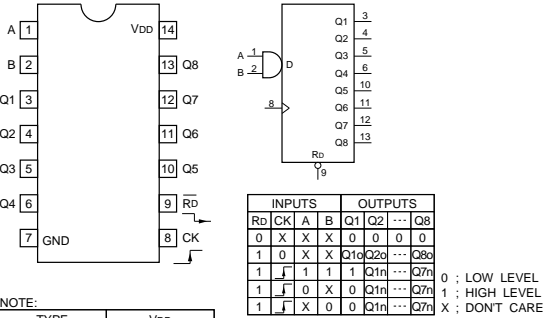 A 1 VDD 14
B 2 13 Q8
Q1 3 12 Q7
Q2 4 11 Q6
Q3 5 10 Q5
Q4 6 9 RD
7 GND 8 CK
A 1
B 2
D
8
Q1 3
Q2 4
Q3 5
Q4 6
Q5 10
Q6 11
Q7 12
Q8 13
RD
9
INPUTS OUTPUTS
RD CK A B Q1 Q2 --- Q8
0 X X X 0 0 0 0
1 0 X X Q1o Q2o --- Q8o
1 1 1 1 Q1n --- Q7n
1 0 X 0 Q1n --- Q7n
1 X 0 0 Q1n --- Q7n
0 ; LOW LEVEL
1 ; HIGH LEVEL
X ; DON'T CARE
NOTE:
TYPE VDD